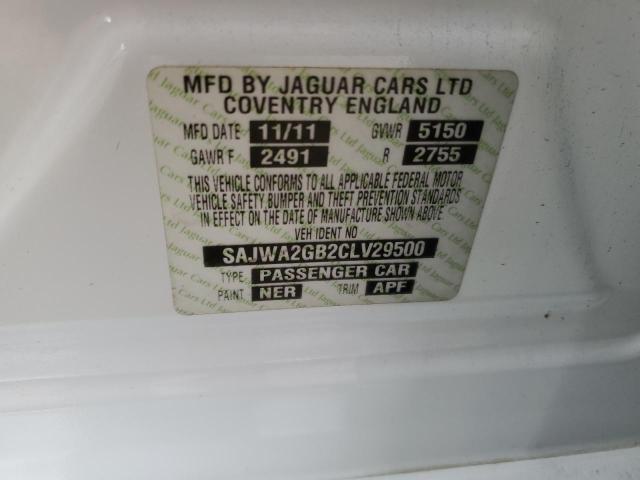 MFD BY JAGUAR CARS LTD
COVENTRY ENGLAND
MFD DATE 11/11 GVWR 5150
GAWR F 2491 R 2755
THIS VEHICLE CONFORMS TO ALL APPLICABLE FEDERAL MOTOR
VEHICLE SAFETY BUMPER AND THEFT PREVENTION STANDARDS
IN EFFECT ON THE DATE OF MANUFACTURE SHOWN ABOVE
VEH IDENT NO
SAJWA2GB2CLV29500
TYPE PASSENGER CAR
PAINT NER TRIM APF